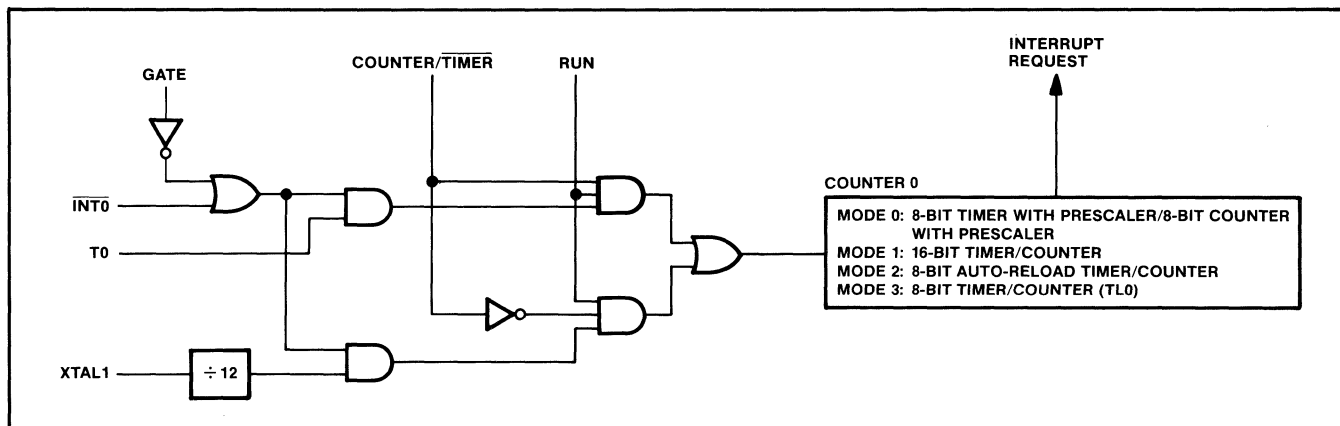 INTERRUPT
REQUEST
COUNTER/TIMER
RUN
GATE
INT0
T0
XTAL1
÷ 12
COUNTER 0
MODE 0: 8-BIT TIMER WITH PRESCALER/8-BIT COUNTER
WITH PRESCALER
MODE 1: 16-BIT TIMER/COUNTER
MODE 2: 8-BIT AUTO-RELOAD TIMER/COUNTER
MODE 3: 8-BIT TIMER/COUNTER (TL0)